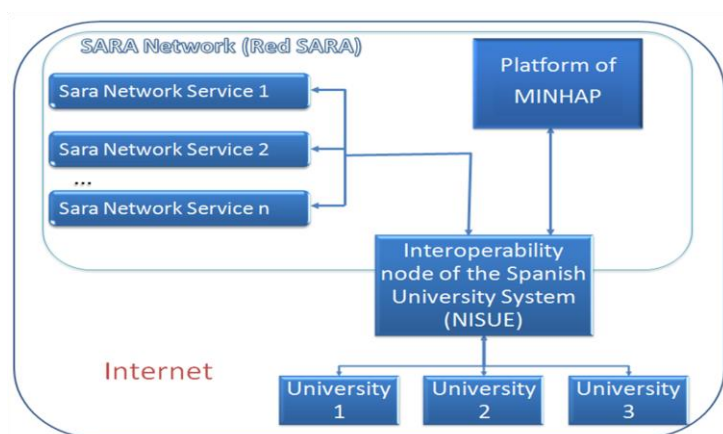 SARA Network (Red SARA)
Sara Network Service 1
Sara Network Service 2
...
Sara Network Service n
Platform of
MINHAP
Interoperability
node of the Spanish
University System
(NISUE)
Internet
University
1
University
2
University
3